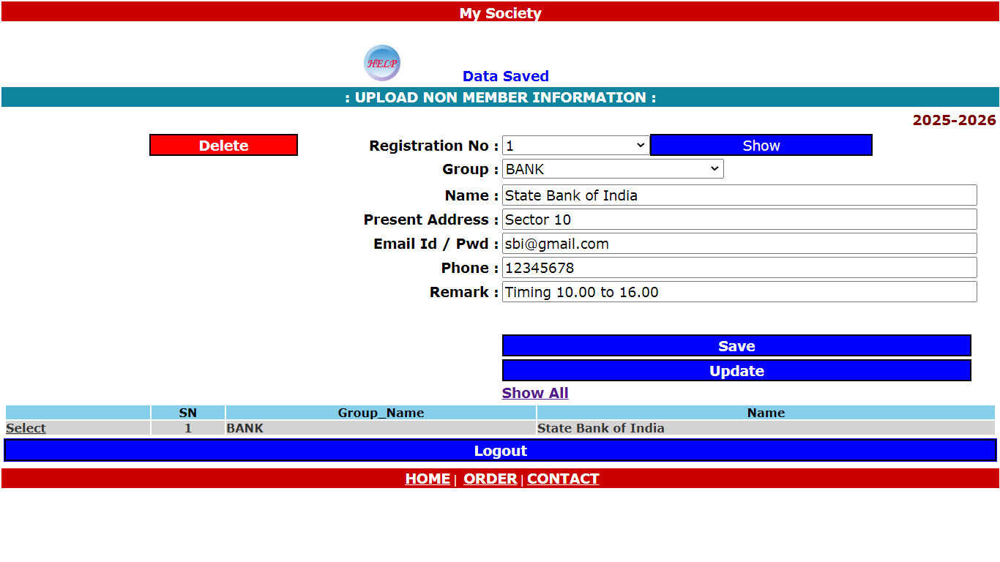 My Society
HELP
Data Saved
: UPLOAD NON MEMBER INFORMATION :
2025-2026
Delete Registration No : 1 Show
Group : BANK
Name : State Bank of India
Present Address : Sector 10
Email Id / Pwd : sbi@gmail.com
Phone : 12345678
Remark : Timing 10.00 to 16.00
Save
Update
Show All
SN Group_Name Name
Select 1 BANK State Bank of India
Logout
HOME | ORDER | CONTACT